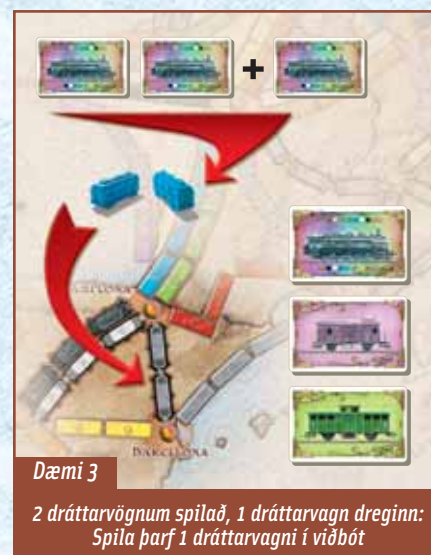 BARCELONA
Dæmi 3
2 dráttarvögnum spilað, 1 dráttarvagn dreginn:
Spila þarf 1 dráttarvagni í viðbót